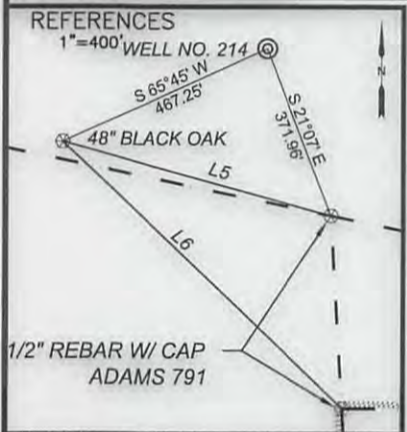 REFERENCES
1"=400'
WELL NO. 214
N
S 65°45' W
467.25'
S 21°07' E
371.96'
48" BLACK OAK
L5
L6
1/2" REBAR W/ CAP
ADAMS 791